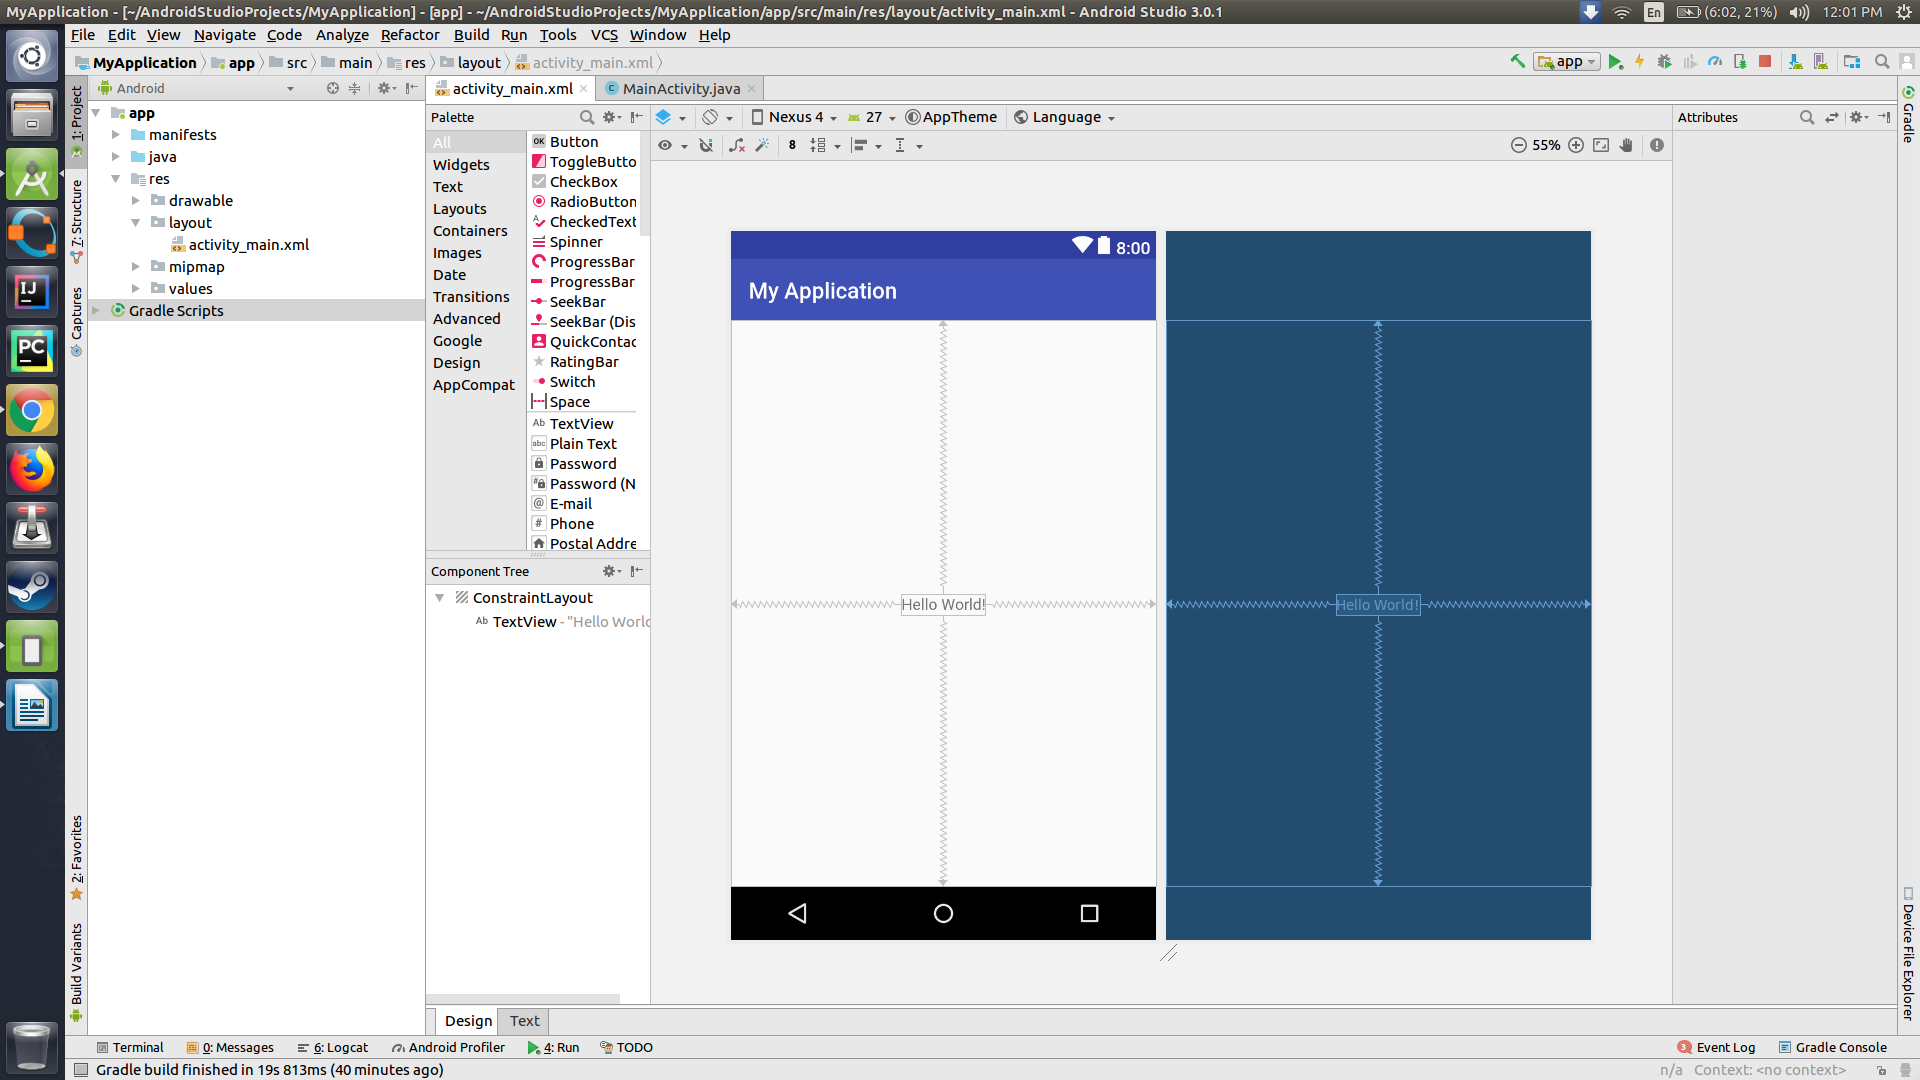 MyApplication - [~/AndroidStudioProjects/MyApplication] - [app] - ~/AndroidStudioProjects/MyApplication/app/src/main/res/layout/activity_main.xml - Android Studio 3.0.1
En (6:02, 21%) 12:01 PM
File Edit View Navigate Code Analyze Refactor Build Run Tools VCS Window Help
MyApplication app src main res layout activity_main.xml
app
Android
activity_main.xml
MainActivity.java
1: Project
7: Structure
Captures
2: Favorites
Build Variants
app
manifests
java
res
drawable
layout
activity_main.xml
mipmap
values
Gradle Scripts
Palette
All
Widgets
Text
Layouts
Containers
Images
Date
Transitions
Advanced
Google
Design
AppCompat
OK Button
ToggleButto
CheckBox
RadioButton
CheckedText
Spinner
ProgressBar
ProgressBar
SeekBar
SeekBar (Dis
QuickContac
RatingBar
Switch
Space
Ab TextView
abc Plain Text
Password
Password (N
@ E-mail
# Phone
Postal Addre
Component Tree
ConstraintLayout
Ab TextView - "Hello World
Nexus 4 27 AppTheme Language
8
55%
Attributes
8:00
My Application
Hello World!
Hello World!
Gradle
Device File Explorer
IJ
PC
Design Text
Terminal 0: Messages 6: Logcat Android Profiler 4: Run TODO
3 Event Log Gradle Console
Gradle build finished in 19s 813ms (40 minutes ago)
n/a Context: <no context>